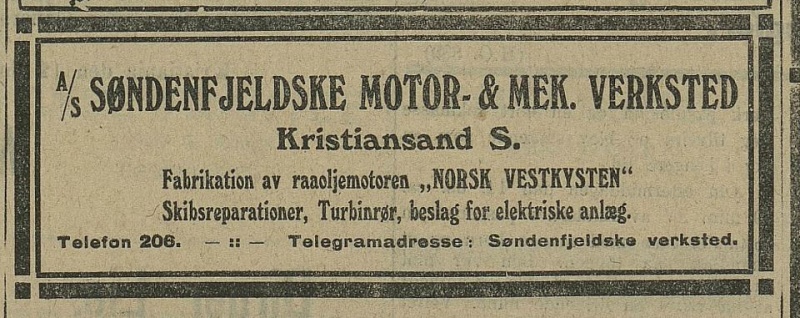 A/S SØNDENFJELDSKE MOTOR- & MEK. VERKSTED
Kristiansand S.
Fabrikation av raaoljemotoren „NORSK VESTKYSTEN“
Skibsreparationer, Turbinrør, beslag for elektriske anlæg.
Telefon 206. — :: — Telegramadresse: Søndenfjeldske verksted.